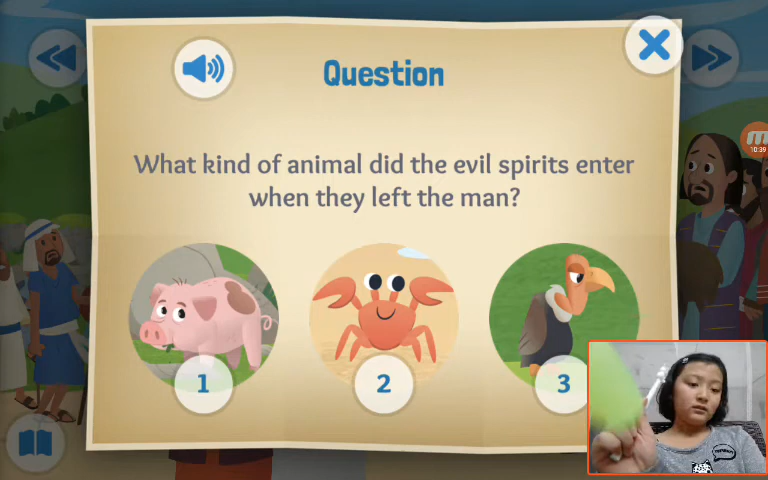 Question
10:39
What kind of animal did the evil spirits enter
when they left the man?
1
2
3